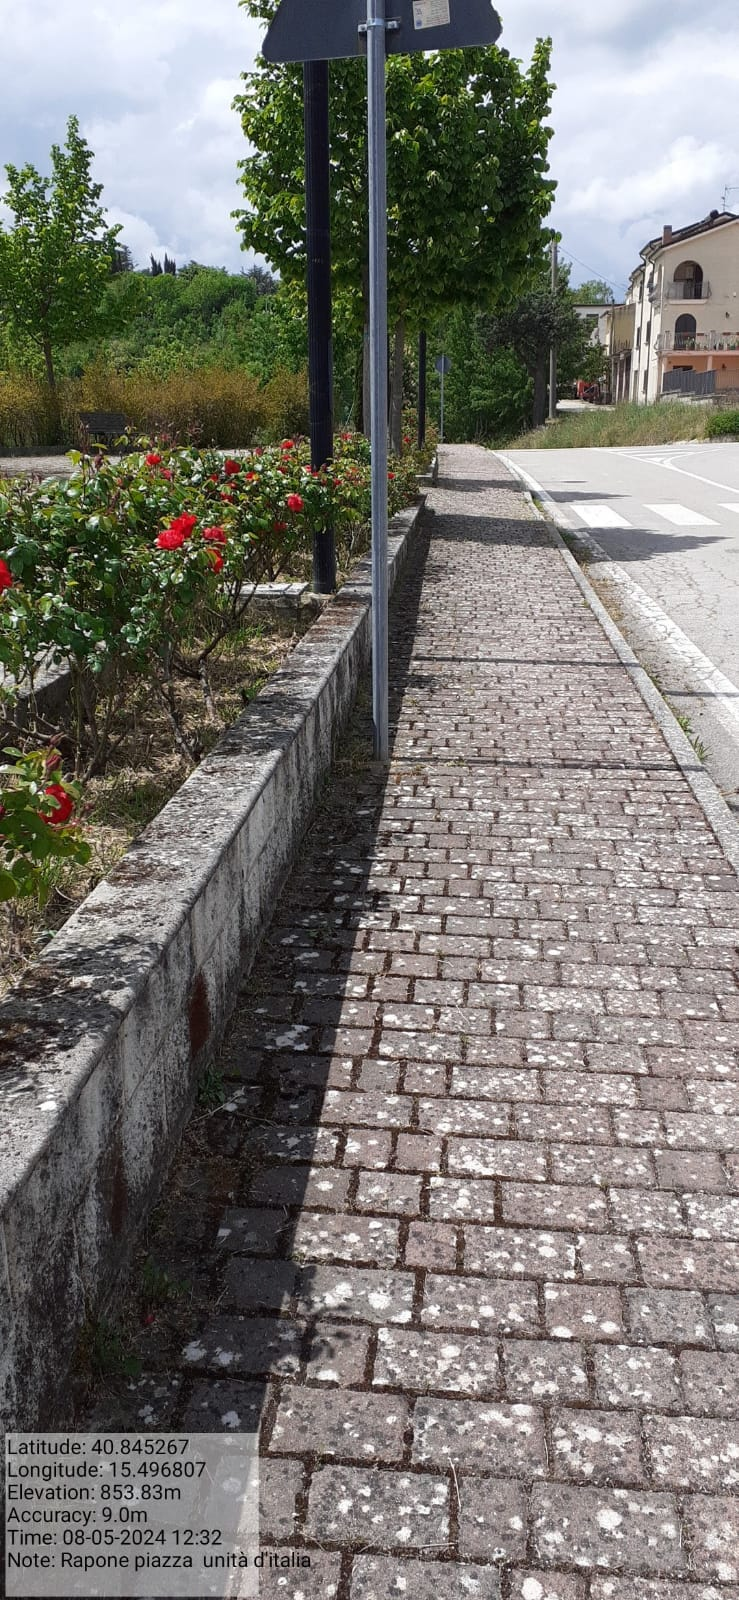 Latitude: 40.845267
Longitude: 15.496807
Elevation: 853.83m
Accuracy: 9.0m
Time: 08-05-2024 12:32
Note: Rapone piazza  unità d'italia